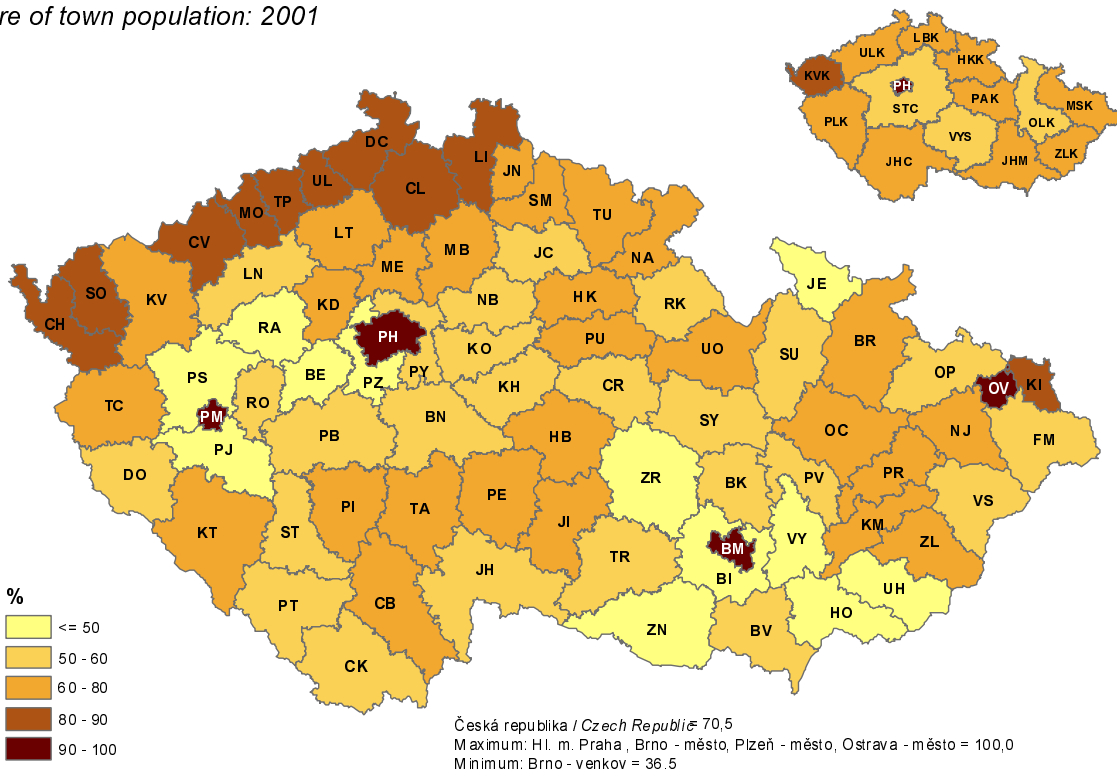 re of town population: 2001
LBK
ULK
HKK
KVK
PH
PAK
MSK
STC
PLK
OLK
VYS
ZLK
JHC
JHM
DC
LI
JN
UL
CL
TP
SM
MO
TU
CV
LT
MB
JC
NA
LN
ME
JE
SO
KV
KD
NB
HK
RK
CH
RA
PH
KO
PU
UO
BR
SU
PS
BE
PZ
PY
KH
CR
OP
OV
KI
TC
PM
RO
BN
SY
PB
HB
OC
NJ
FM
PJ
DO
ZR
BK
PV
PR
VS
PE
PI
TA
JI
KM
KT
ST
VY
ZL
BM
TR
JH
BI
UH
PT
CB
HO
ZN
BV
CK
%
<= 50
50 - 60
60 - 80
80 - 90
90 - 100
Česká republika / Czech Republic = 70,5
Maximum: Hl. m. Praha , Brno - město, Plzeň - město, Ostrava - město = 100,0
Minimum: Brno - venkov = 36,5